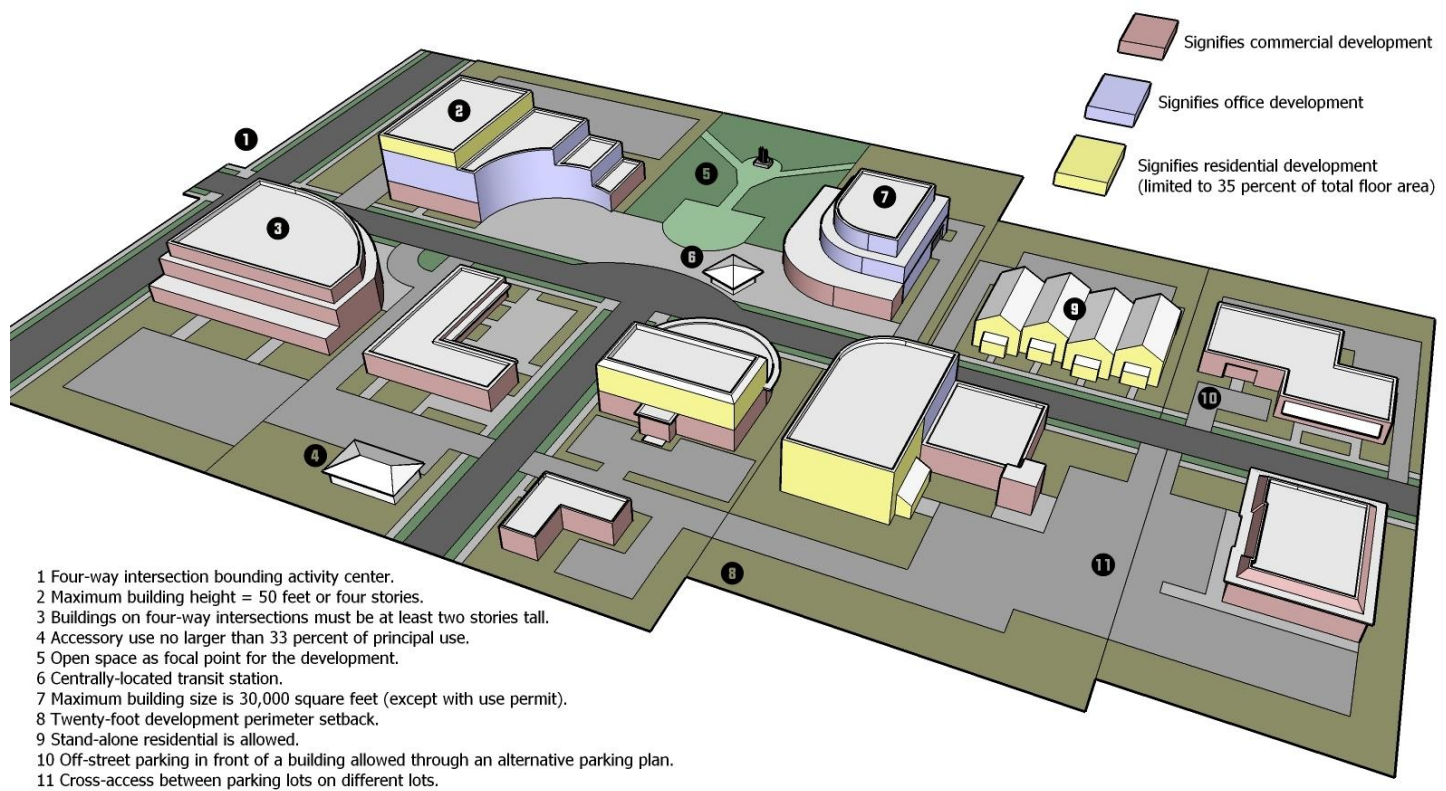 Signifies commercial development
Signifies office development
Signifies residential development
(limited to 35 percent of total floor area)
1
2
3
5
7
6
9
10
4
8
11
1 Four-way intersection bounding activity center.
2 Maximum building height = 50 feet or four stories.
3 Buildings on four-way intersections must be at least two stories tall.
4 Accessory use no larger than 33 percent of principal use.
5 Open space as focal point for the development.
6 Centrally-located transit station.
7 Maximum building size is 30,000 square feet (except with use permit).
8 Twenty-foot development perimeter setback.
9 Stand-alone residential is allowed.
10 Off-street parking in front of a building allowed through an alternative parking plan.
11 Cross-access between parking lots on different lots.